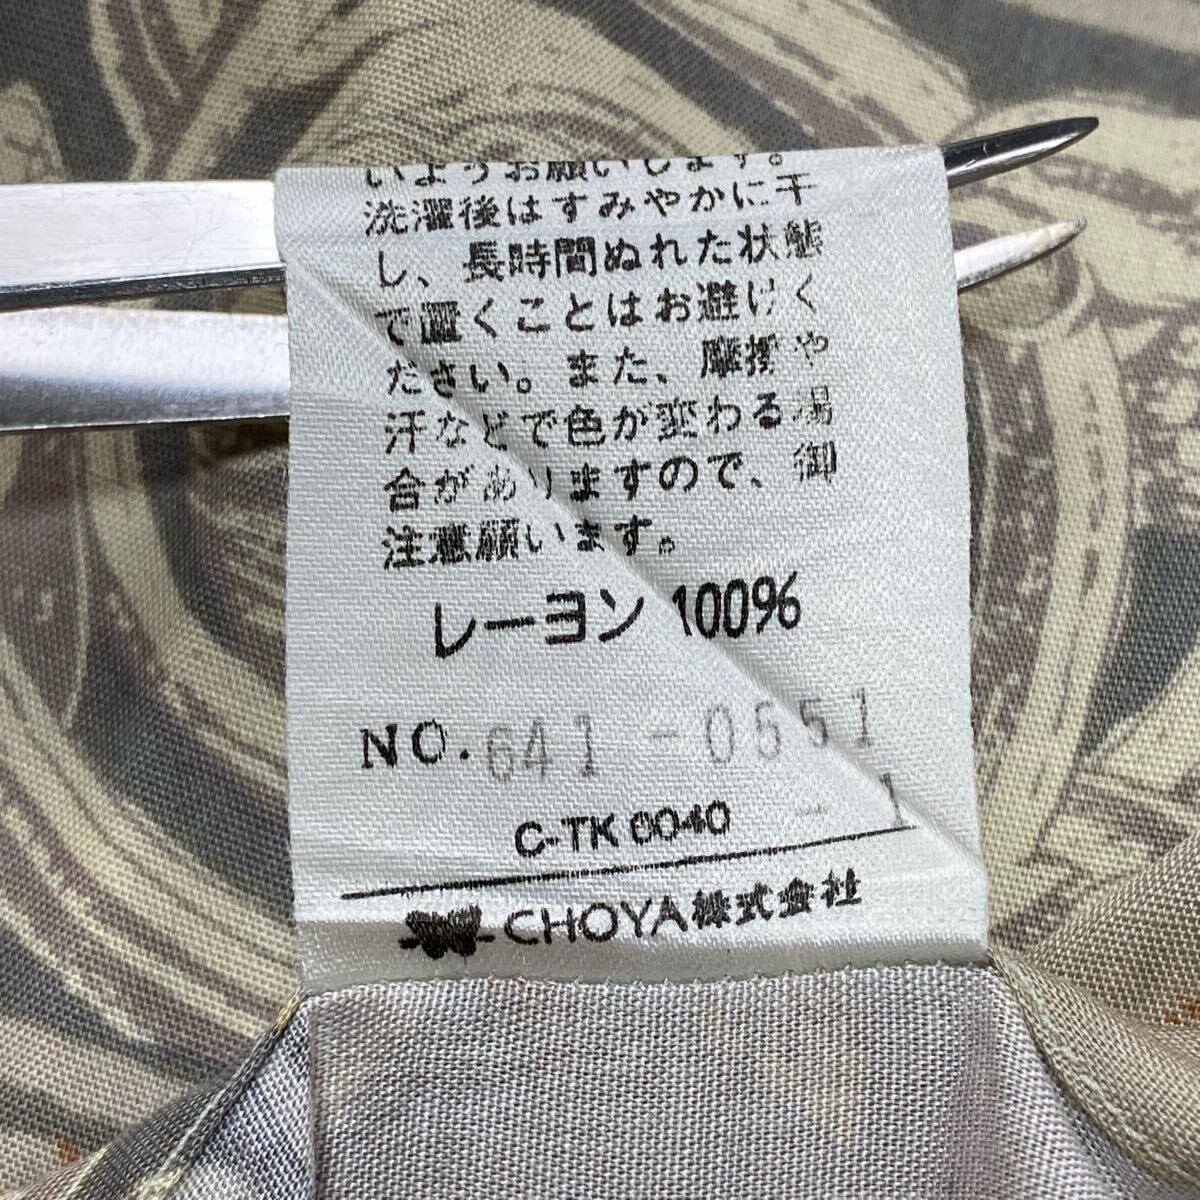 いようお願いします。
洗濯後はすみやかに干
し、長時間ぬれた状態
で置くことはお避けく
ださい。また、摩擦や
汗などで色が変わる場
合がありますので、御
注意願います。
レーヨン 100%
NO. 641-0551
- 1
C-TK 0040
CHOYA株式会社